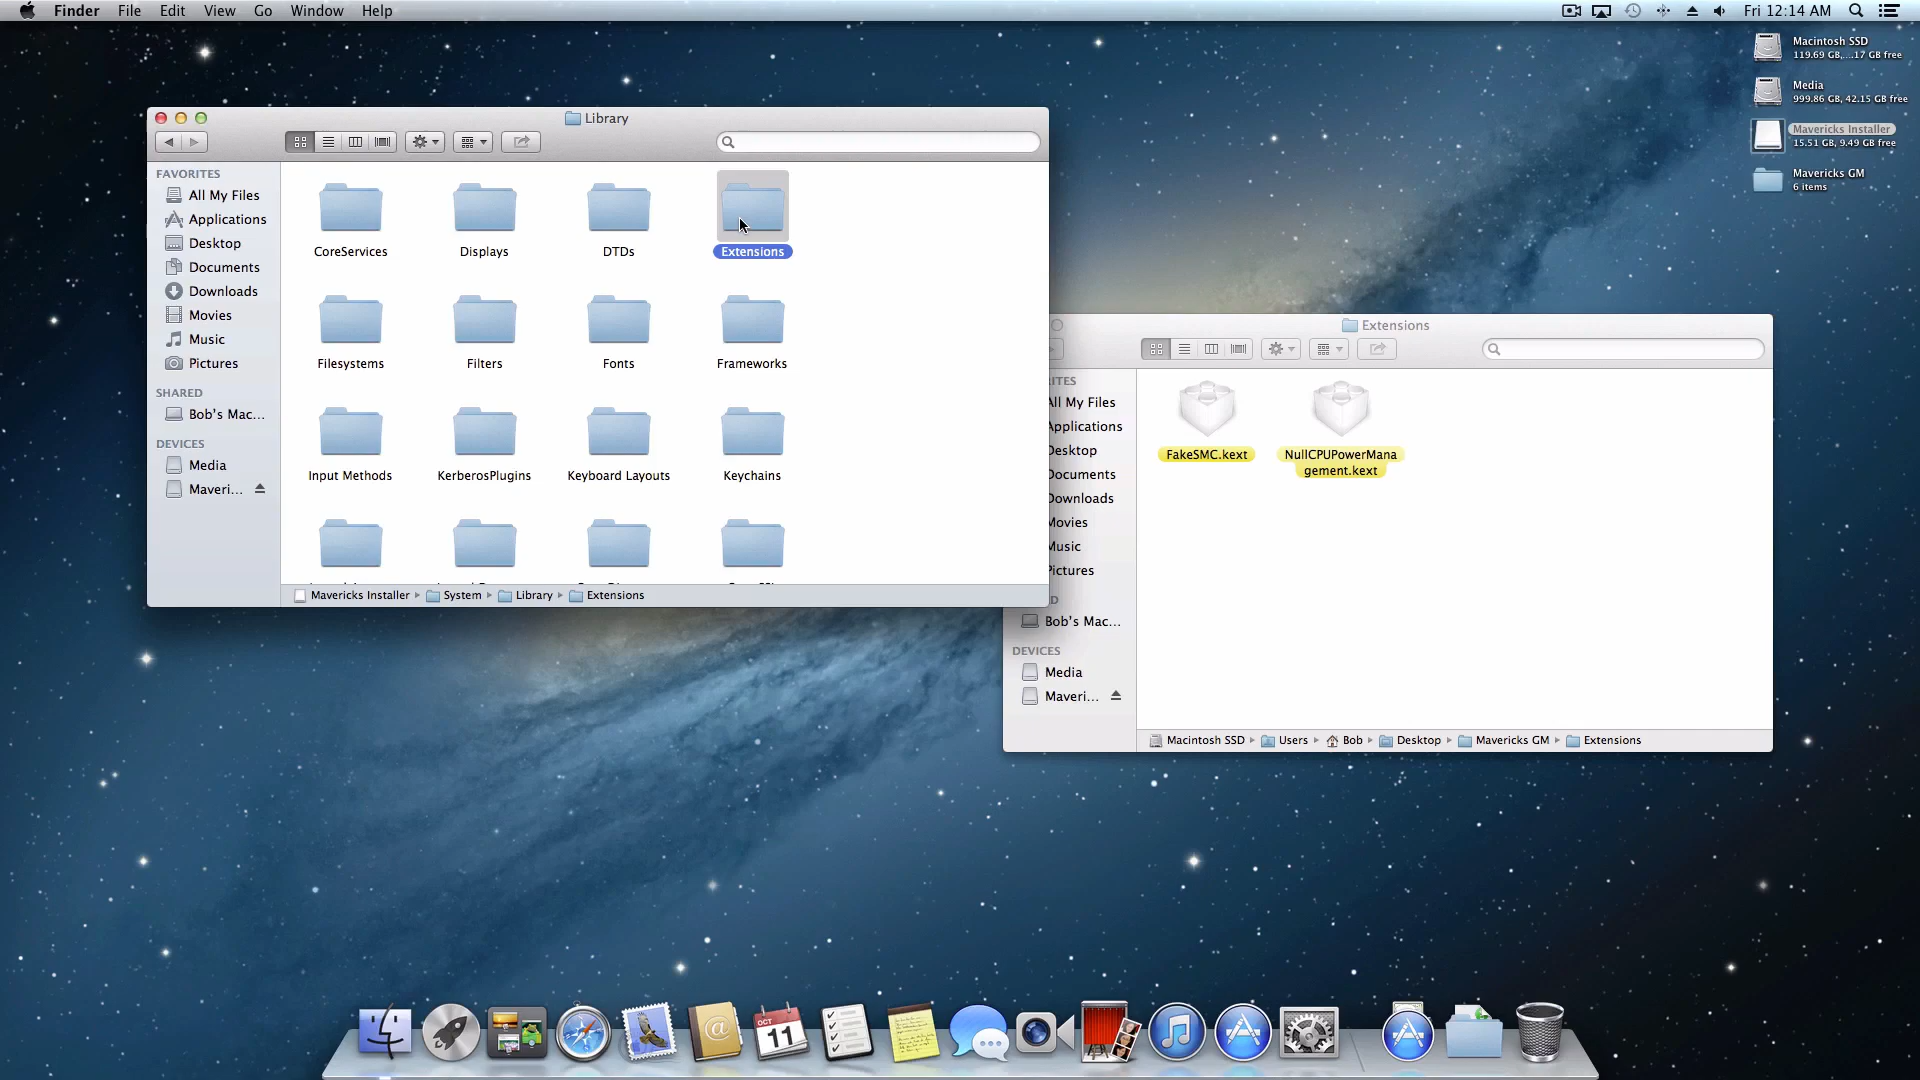 Finder File Edit View Go Window Help
Fri 12:14 AM
Macintosh SSD
119.69 GB,...17 GB free
Media
999.86 GB, 42.15 GB free
Mavericks Installer
15.51 GB, 9.49 GB free
Mavericks GM
6 items
Library
FAVORITES
All My Files
Applications
Desktop
Documents
Downloads
Movies
Music
Pictures
SHARED
Bob's Mac...
DEVICES
Media
Maveri...
CoreServices Displays DTDs Extensions
Filesystems Filters Fonts Frameworks
Input Methods KerberosPlugins Keyboard Layouts Keychains
Mavericks Installer System Library Extensions
Extensions
ITES
All My Files
Applications
Desktop
Documents
Downloads
Movies
Music
Pictures
D
Bob's Mac...
DEVICES
Media
Maveri...
FakeSMC.kext NullCPUPowerMana
gement.kext
Macintosh SSD Users Bob Desktop Mavericks GM Extensions
OCT
11